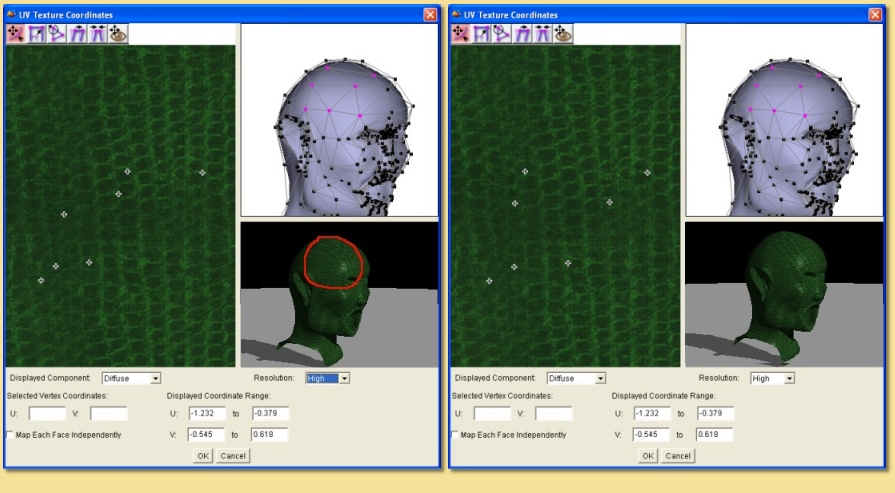 UV Texture Coordinates
Displayed Component: Diffuse
Resolution: High
Selected Vertex Coordinates: Displayed Coordinate Range:
U: V: U: -1.232 to -0.379
Map Each Face Independently V: -0.545 to 0.618
OK Cancel
UV Texture Coordinates
Displayed Component: Diffuse
Resolution: High
Selected Vertex Coordinates: Displayed Coordinate Range:
U: V: U: -1.232 to -0.379
Map Each Face Independently V: -0.545 to 0.618
OK Cancel